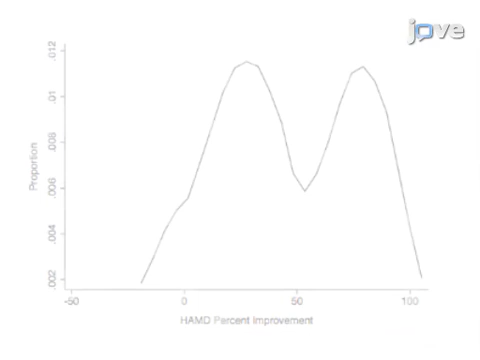 jove
.012
.01
.008
.006
.004
.002
Proportion
-50 0 50 100
HAMD Percent Improvement